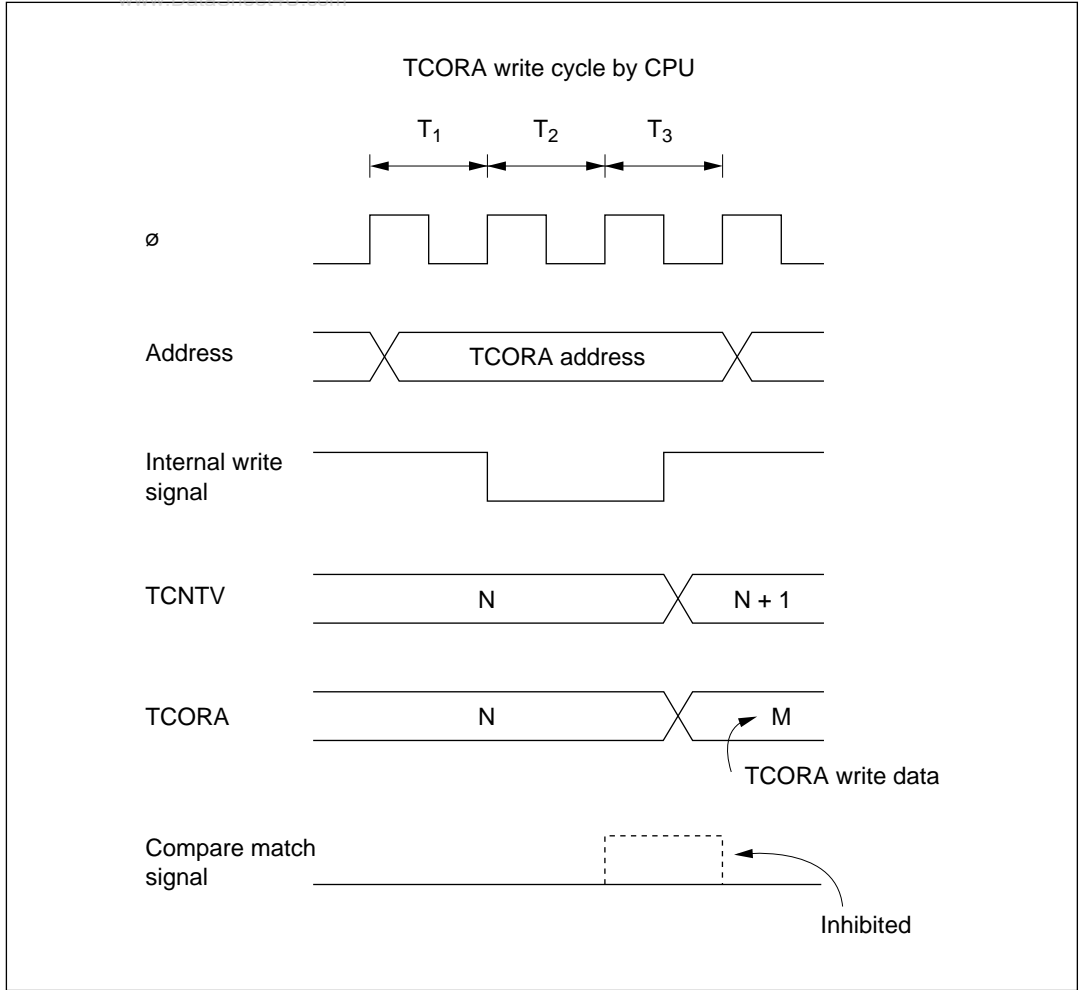 TCORA write cycle by CPU
T1 T2 T3
ø
Address
TCORA address
Internal write
signal
TCNTV
N
N + 1
TCORA
N
M
TCORA write data
Compare match
signal
Inhibited